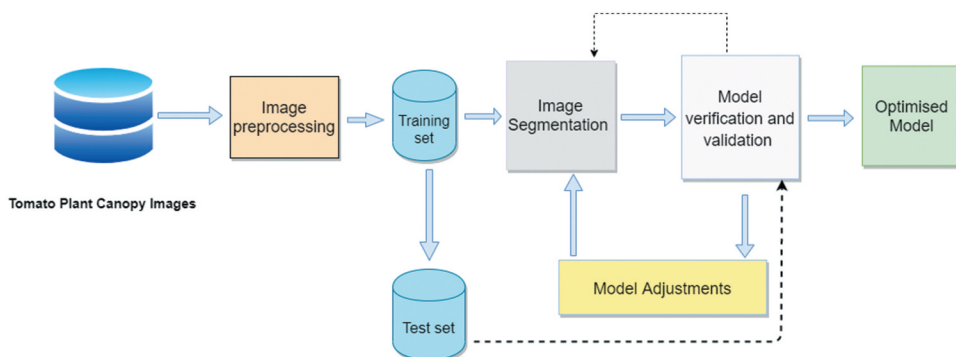 Tomato Plant Canopy Images
Image
preprocessing
Training
set
Test set
Image
Segmentation
Model
verification and
validation
Model Adjustments
Optimised
Model